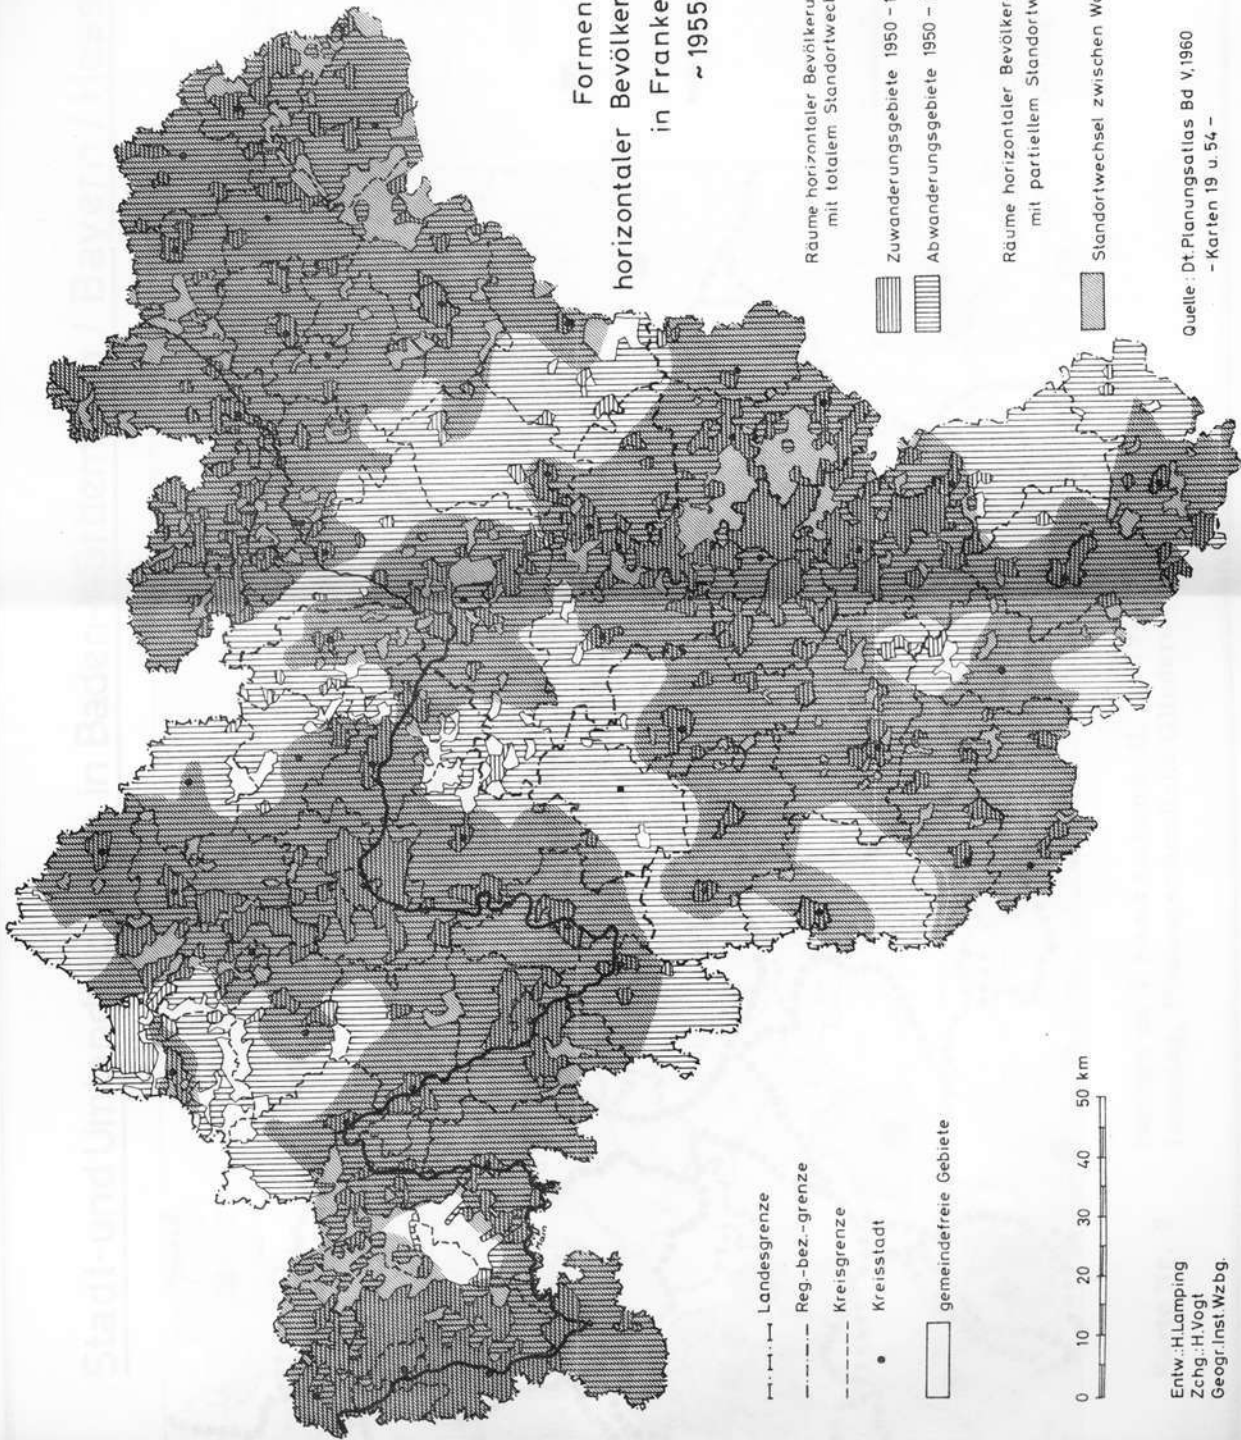 Formen
horizontaler Bevölker
in Franke
~ 1955
Räume horizontaler Bevölkeru
mit totalem Standortwech
Zuwanderungsgebiete 1950 -
Abwanderungsgebiete 1950 -
Räume horizontaler Bevölker
mit partiellem Standortw
Standortwechsel zwischen Wo
Quelle : Dt. Planungsatlas Bd V, 1960
- Karten 19 u. 54 -
Landesgrenze
Reg.-bez.-grenze
Kreisgrenze
Kreisstadt
gemeindefreie Gebiete
0 10 20 30 40 50 km
Entw.: H. Lamping
Zchg.: H. Vogt
Geogr. Inst. Wzbg.
Main